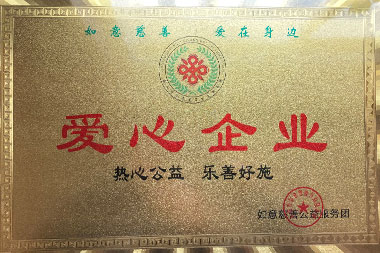 如意慈善 爱在身边
爱心企业
热心公益 乐善好施
如意慈善公益服务团